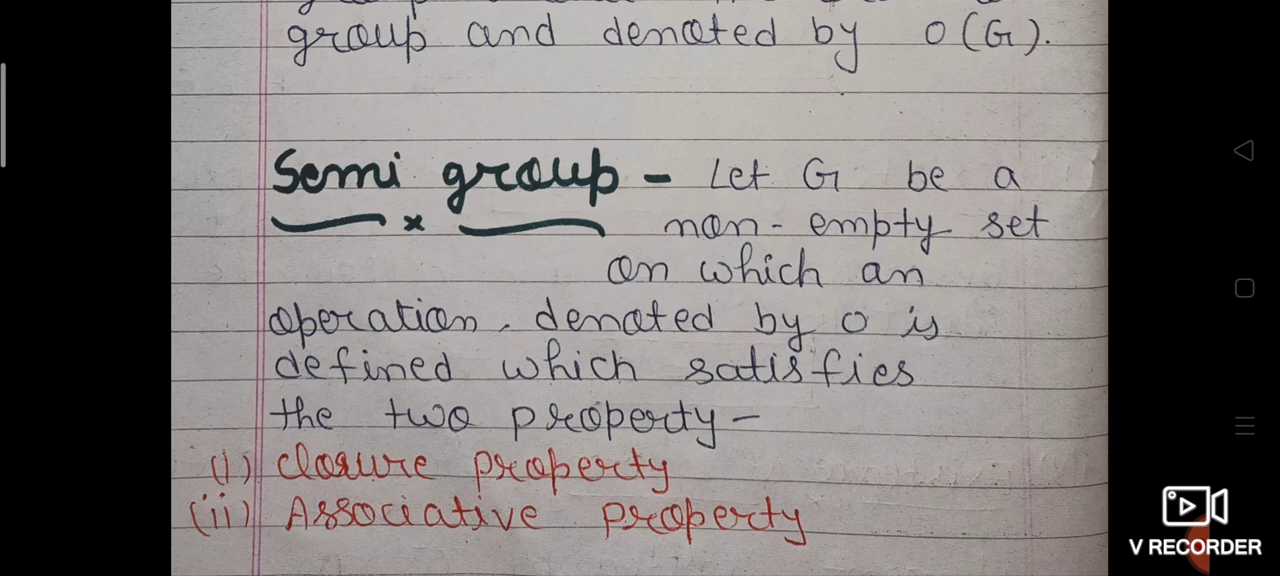 group and denoted by O(G).
Semi group - Let G be a
non-empty set
on which an
operation, denoted by o is
defined which satisfies
the two property-
(i) closure property
(ii) Associative property
V RECORDER